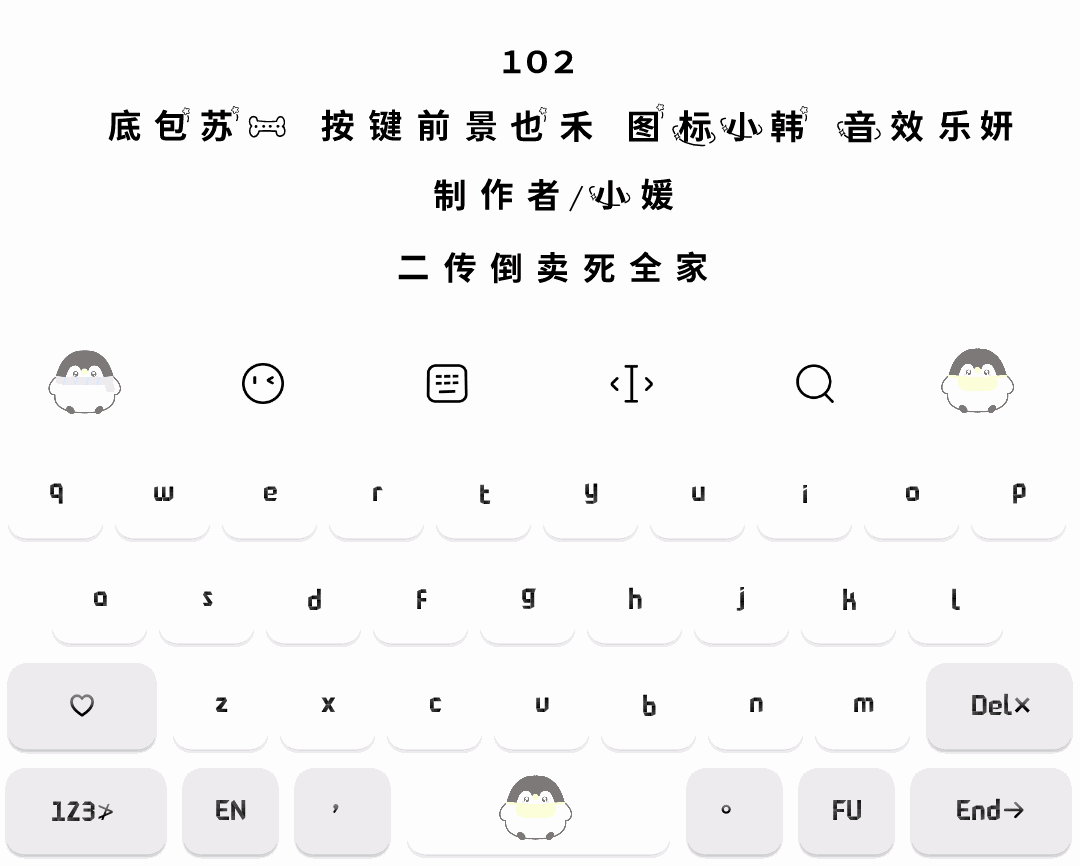 102
底包苏 按键前景也禾 图标小韩 音效乐妍
制作者/小媛
二传倒卖死全家
q w e r t y u i o p
a s d f g h j k l
z x c v b n m Del×
123 EN , 。 FU End→